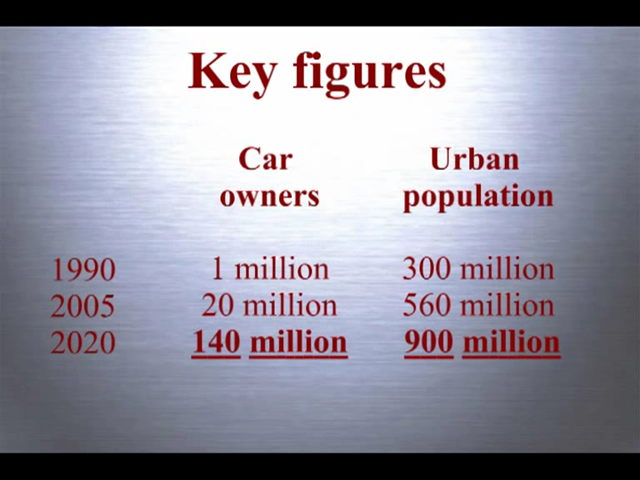 Key figures
Car Urban
owners population
1990 1 million 300 million
2005 20 million 560 million
2020 140 million 900 million